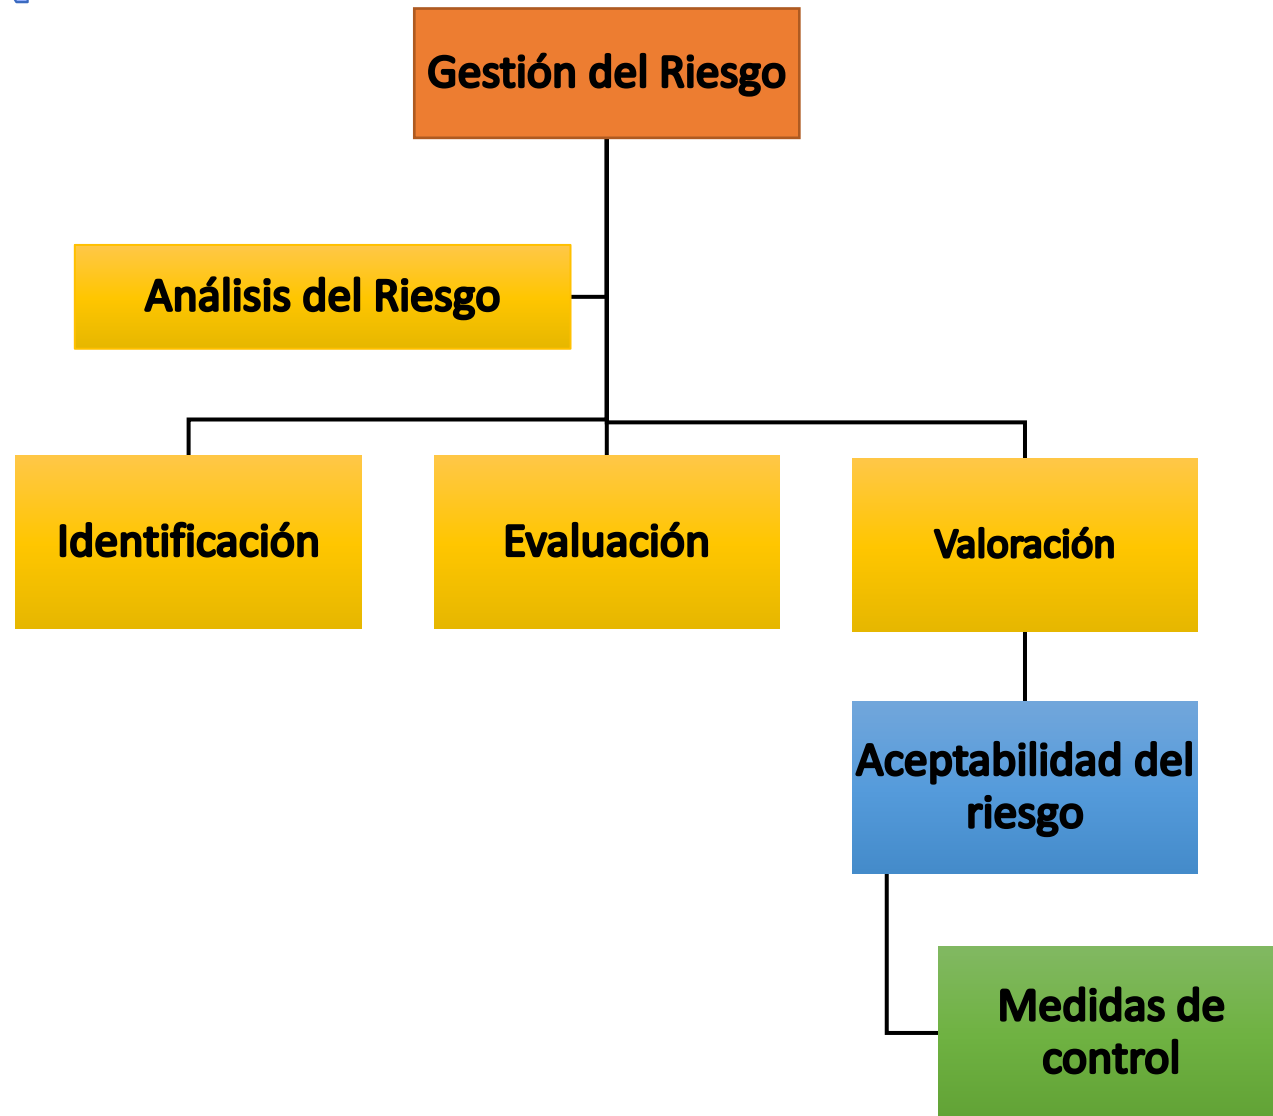 Gestión del Riesgo
Análisis del Riesgo
Identificación
Evaluación
Valoración
Aceptabilidad del
riesgo
Medidas de
control